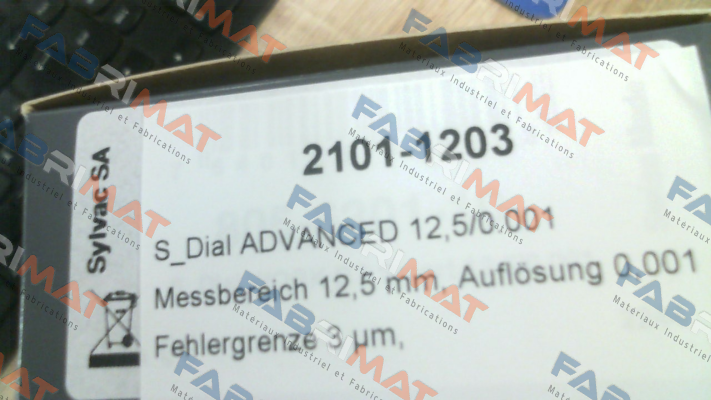 Sylvac SA
2101-1203
S_Dial ADVANCED 12,5/0.001
Messbereich 12,5 mm, Auflösung 0.001
Fehlergrenze 3 µm,
FABRIMAT
Matériaux Industriel et Fabrications